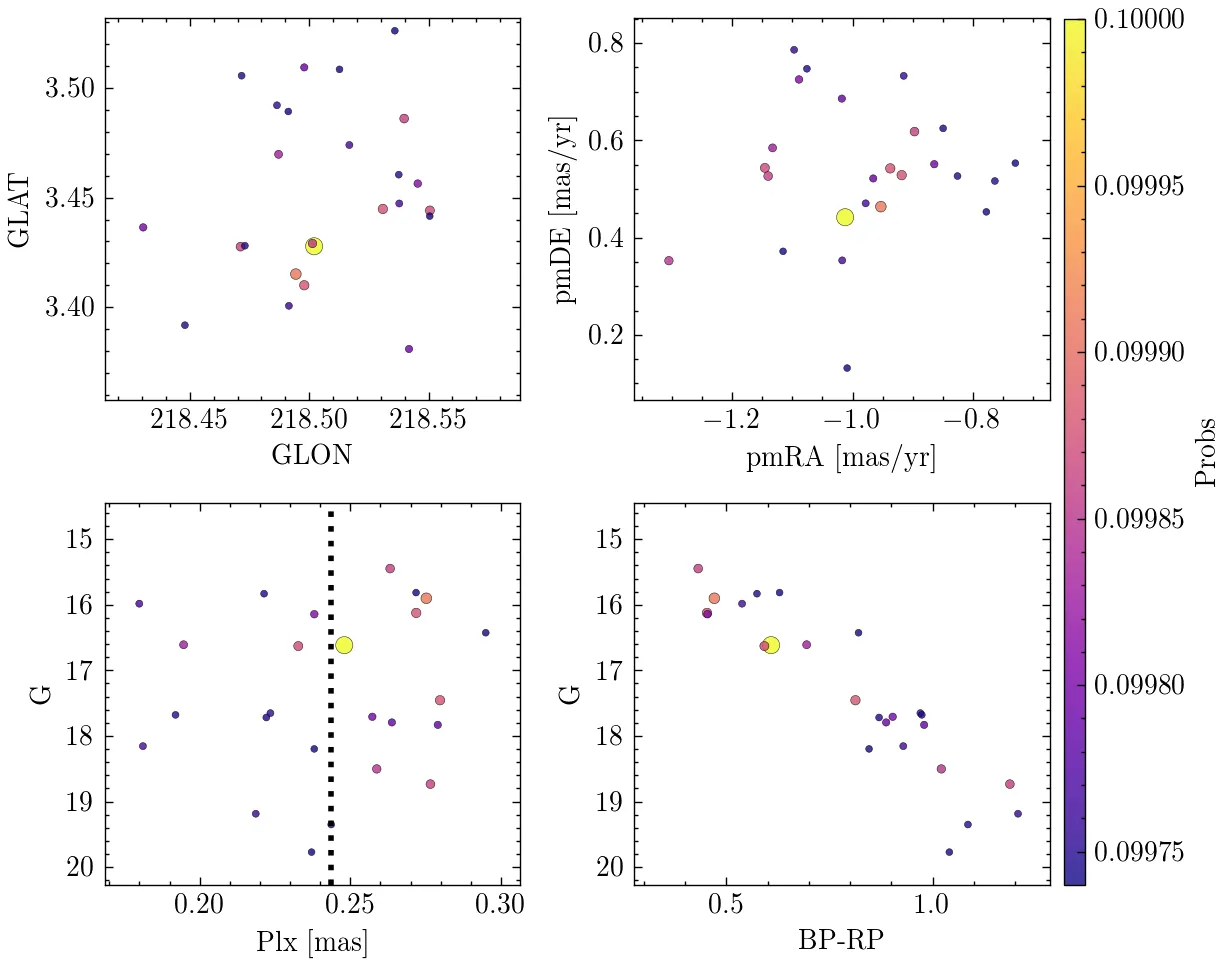 3.50
3.45
3.40
GLAT
218.45 218.50 218.55
GLON
0.8
0.6
0.4
0.2
pmDE [mas/yr]
−1.2 −1.0 −0.8
pmRA [mas/yr]
15
16
17
18
19
20
G
0.20 0.25 0.30
Plx [mas]
15
16
17
18
19
20
G
0.5 1.0
BP-RP
0.10000
0.09995
0.09990
0.09985
0.09980
0.09975
Probs